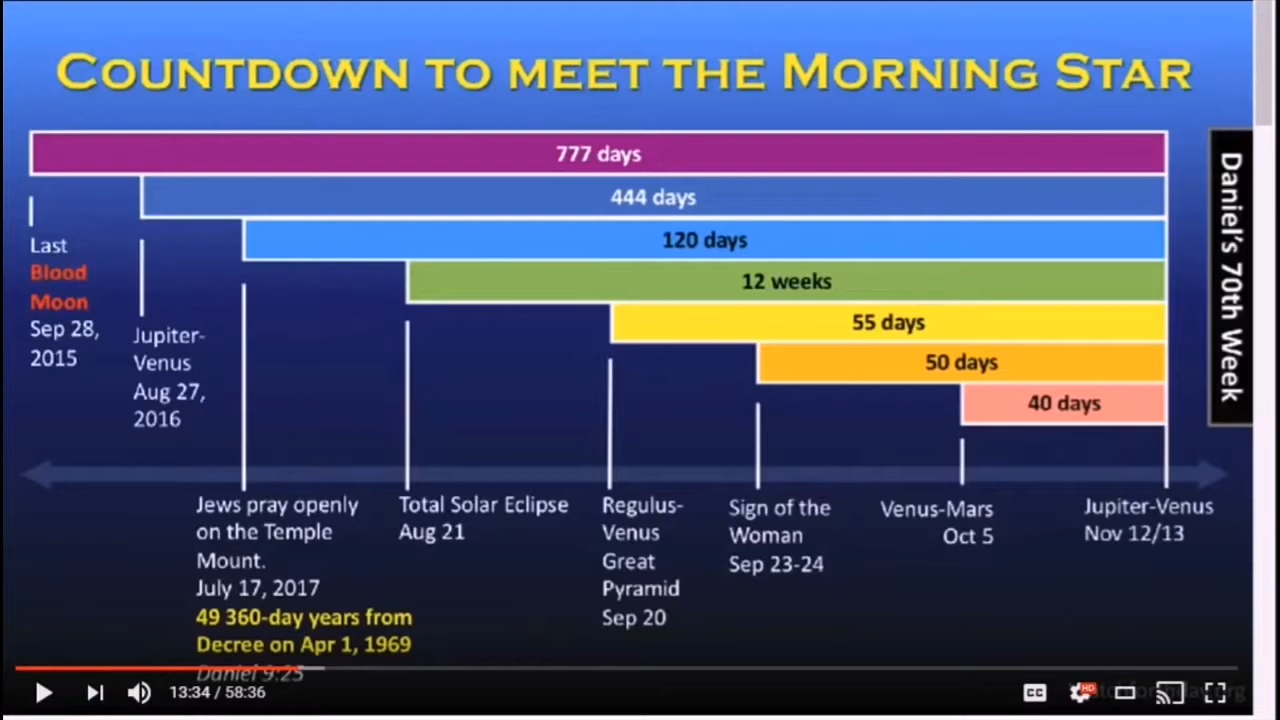 COUNTDOWN TO MEET THE MORNING STAR
777 days
444 days
120 days
12 weeks
55 days
50 days
40 days
Daniel's 70th Week
Last
Blood
Moon
Sep 28,
2015
Jupiter-
Venus
Aug 27,
2016
Jews pray openly
on the Temple
Mount.
July 17, 2017
49 360-day years from
Decree on Apr 1, 1969
Daniel 9:25
Total Solar Eclipse
Aug 21
Regulus-
Venus
Great
Pyramid
Sep 20
Sign of the
Woman
Sep 23-24
Venus-Mars
Oct 5
Jupiter-Venus
Nov 12/13
13:34 / 58:36
CC
HD